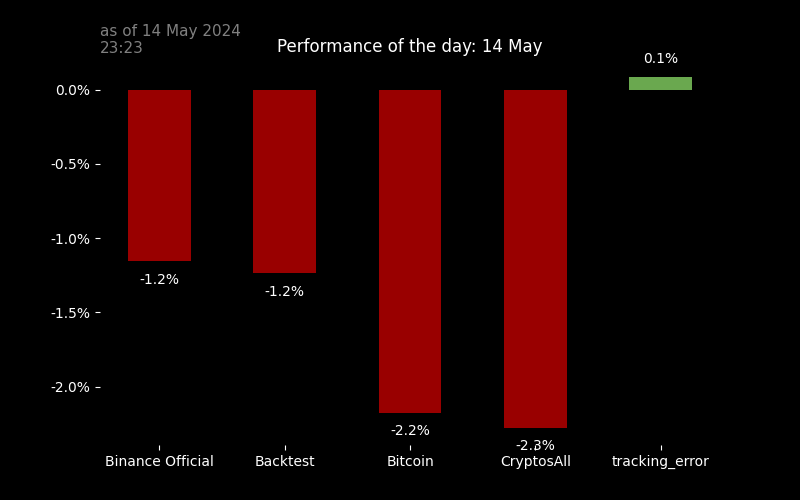 as of 14 May 2024
23:23
Performance of the day: 14 May
0.1%
0.0%
-0.5%
-1.0%
-1.5%
-2.0%
-1.2%
-1.2%
-2.2%
-2.3%
Binance Official
Backtest
Bitcoin
CryptosAll
tracking_error